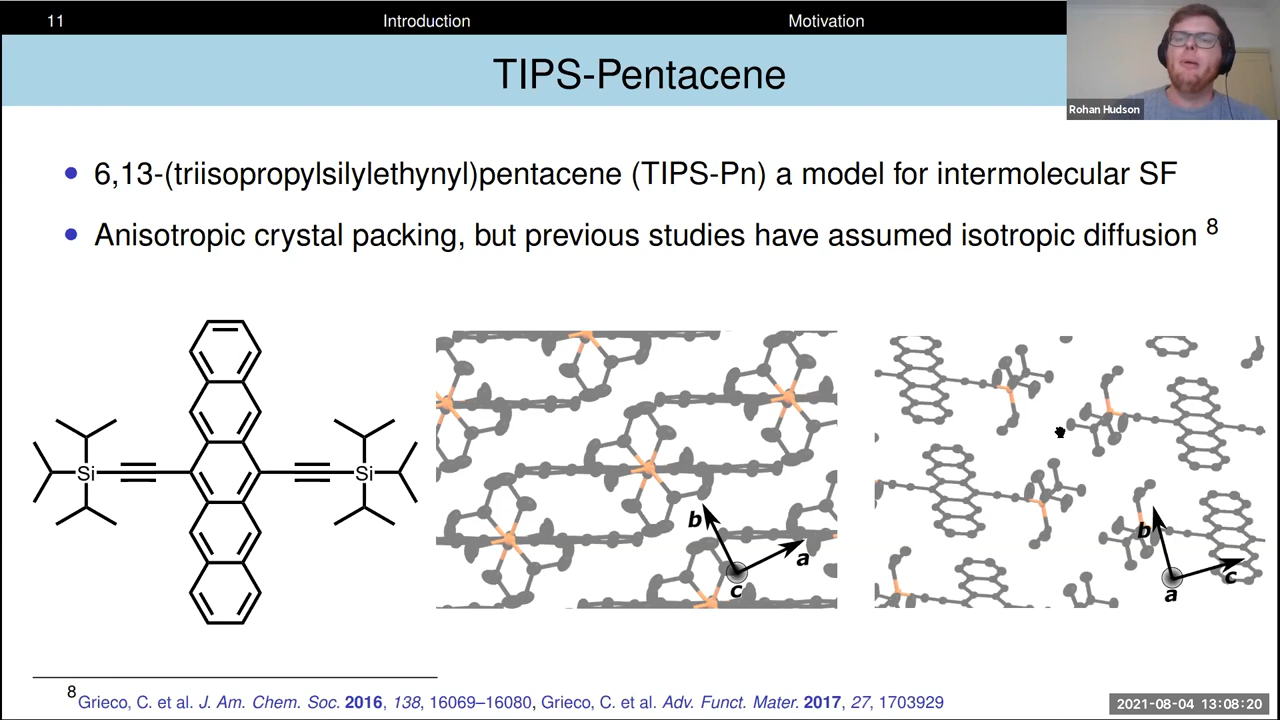 11 Introduction Motivation
TIPS-Pentacene
Rohan Hudson
• 6,13-(triisopropylsilylethynyl)pentacene (TIPS-Pn) a model for intermolecular SF
• Anisotropic crystal packing, but previous studies have assumed isotropic diffusion 8
Si Si
b a c
b c a
8 Grieco, C. et al. J. Am. Chem. Soc. 2016, 138, 16069–16080, Grieco, C. et al. Adv. Funct. Mater. 2017, 27, 1703929
2021-08-04 13:08:20